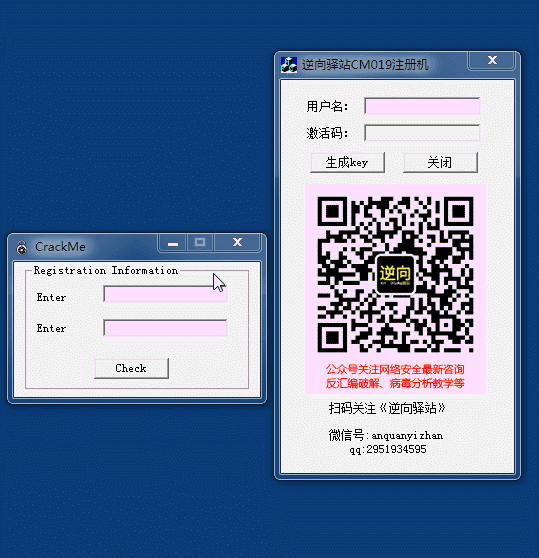 逆向驿站CM019注册机
用户名:
激活码:
生成key
关闭
逆向
公众号关注网络安全最新咨询
反汇编破解、病毒分析教学等
扫码关注《逆向驿站》
微信号:anquanyizhan
qq:2951934595
CrackMe
Registration Information
Enter
Enter
Check